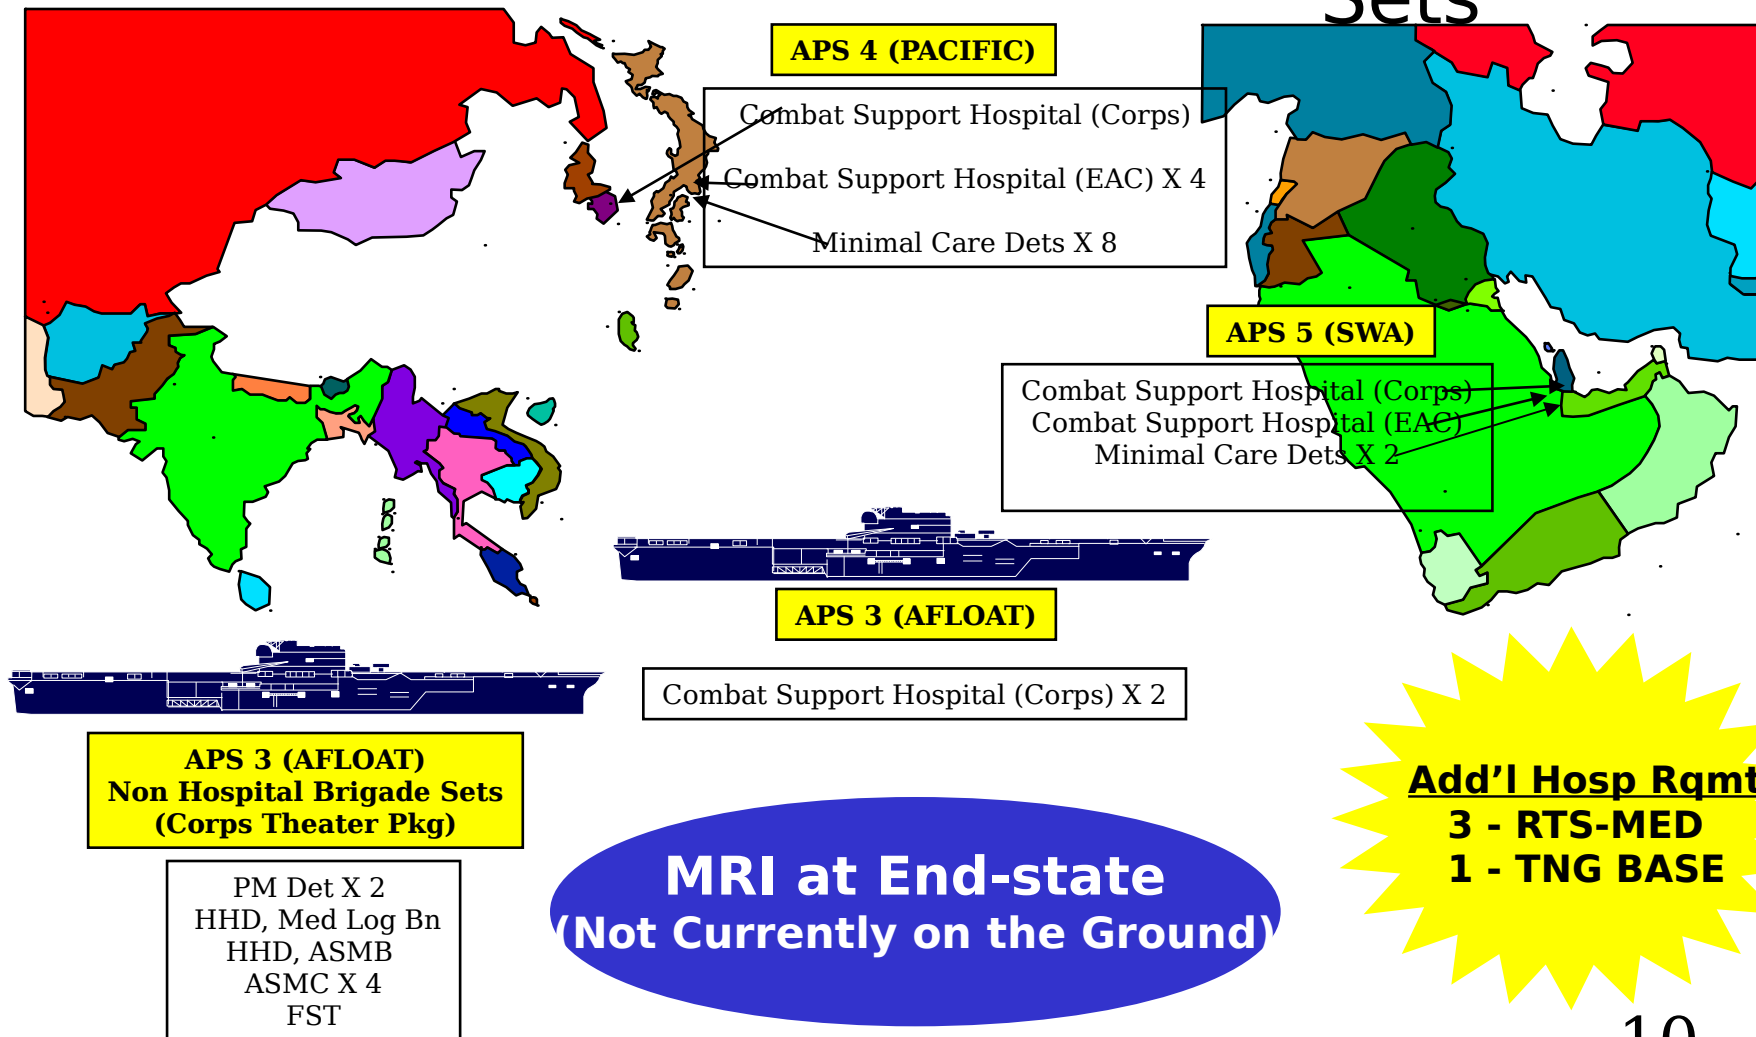 Sets
APS 4 (PACIFIC)
Combat Support Hospital (Corps)
Combat Support Hospital (EAC) X 4
Minimal Care Dets X 8
APS 5 (SWA)
Combat Support Hospital (Corps)
Combat Support Hospital (EAC)
Minimal Care Dets X 2
APS 3 (AFLOAT)
Combat Support Hospital (Corps) X 2
APS 3 (AFLOAT)
Non Hospital Brigade Sets
(Corps Theater Pkg)
PM Det X 2
HHD, Med Log Bn
HHD, ASMB
ASMC X 4
FST
MRI at End-state
(Not Currently on the Ground)
Add’l Hosp Rqmt
3 - RTS-MED
1 - TNG BASE
10